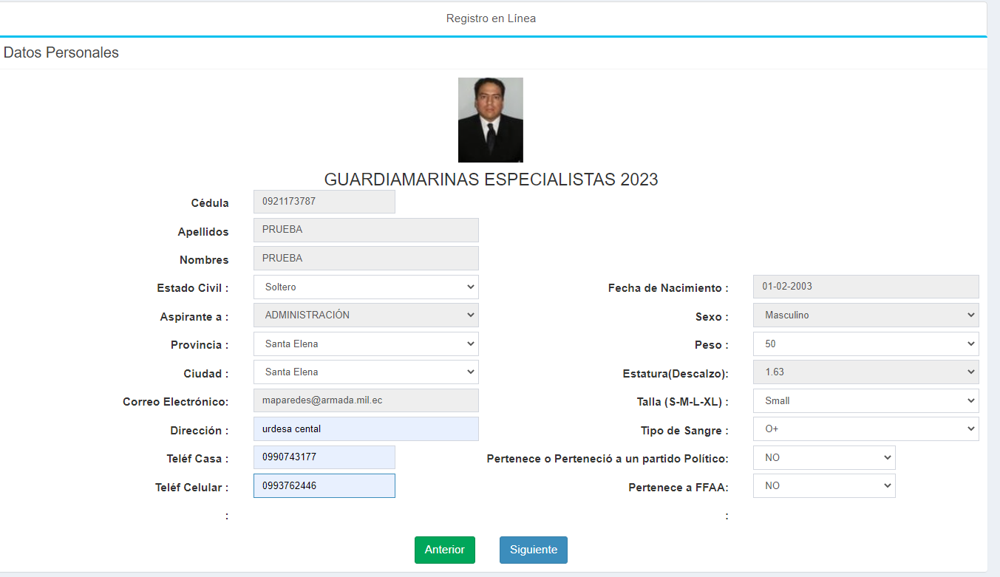 Registro en Línea
Datos Personales
GUARDIAMARINAS ESPECIALISTAS 2023
Cédula 0921173787
Apellidos PRUEBA
Nombres PRUEBA
Estado Civil : Soltero Fecha de Nacimiento : 01-02-2003
Aspirante a : ADMINISTRACIÓN Sexo : Masculino
Provincia : Santa Elena Peso : 50
Ciudad : Santa Elena Estatura(Descalzo): 1.63
Correo Electrónico: maparedes@armada.mil.ec Talla (S-M-L-XL) : Small
Dirección : urdesa cental Tipo de Sangre : O+
Teléf Casa : 0990743177 Pertenece o Perteneció a un partido Político: NO
Teléf Celular : 0993762446 Pertenece a FFAA: NO
: :
Anterior Siguiente